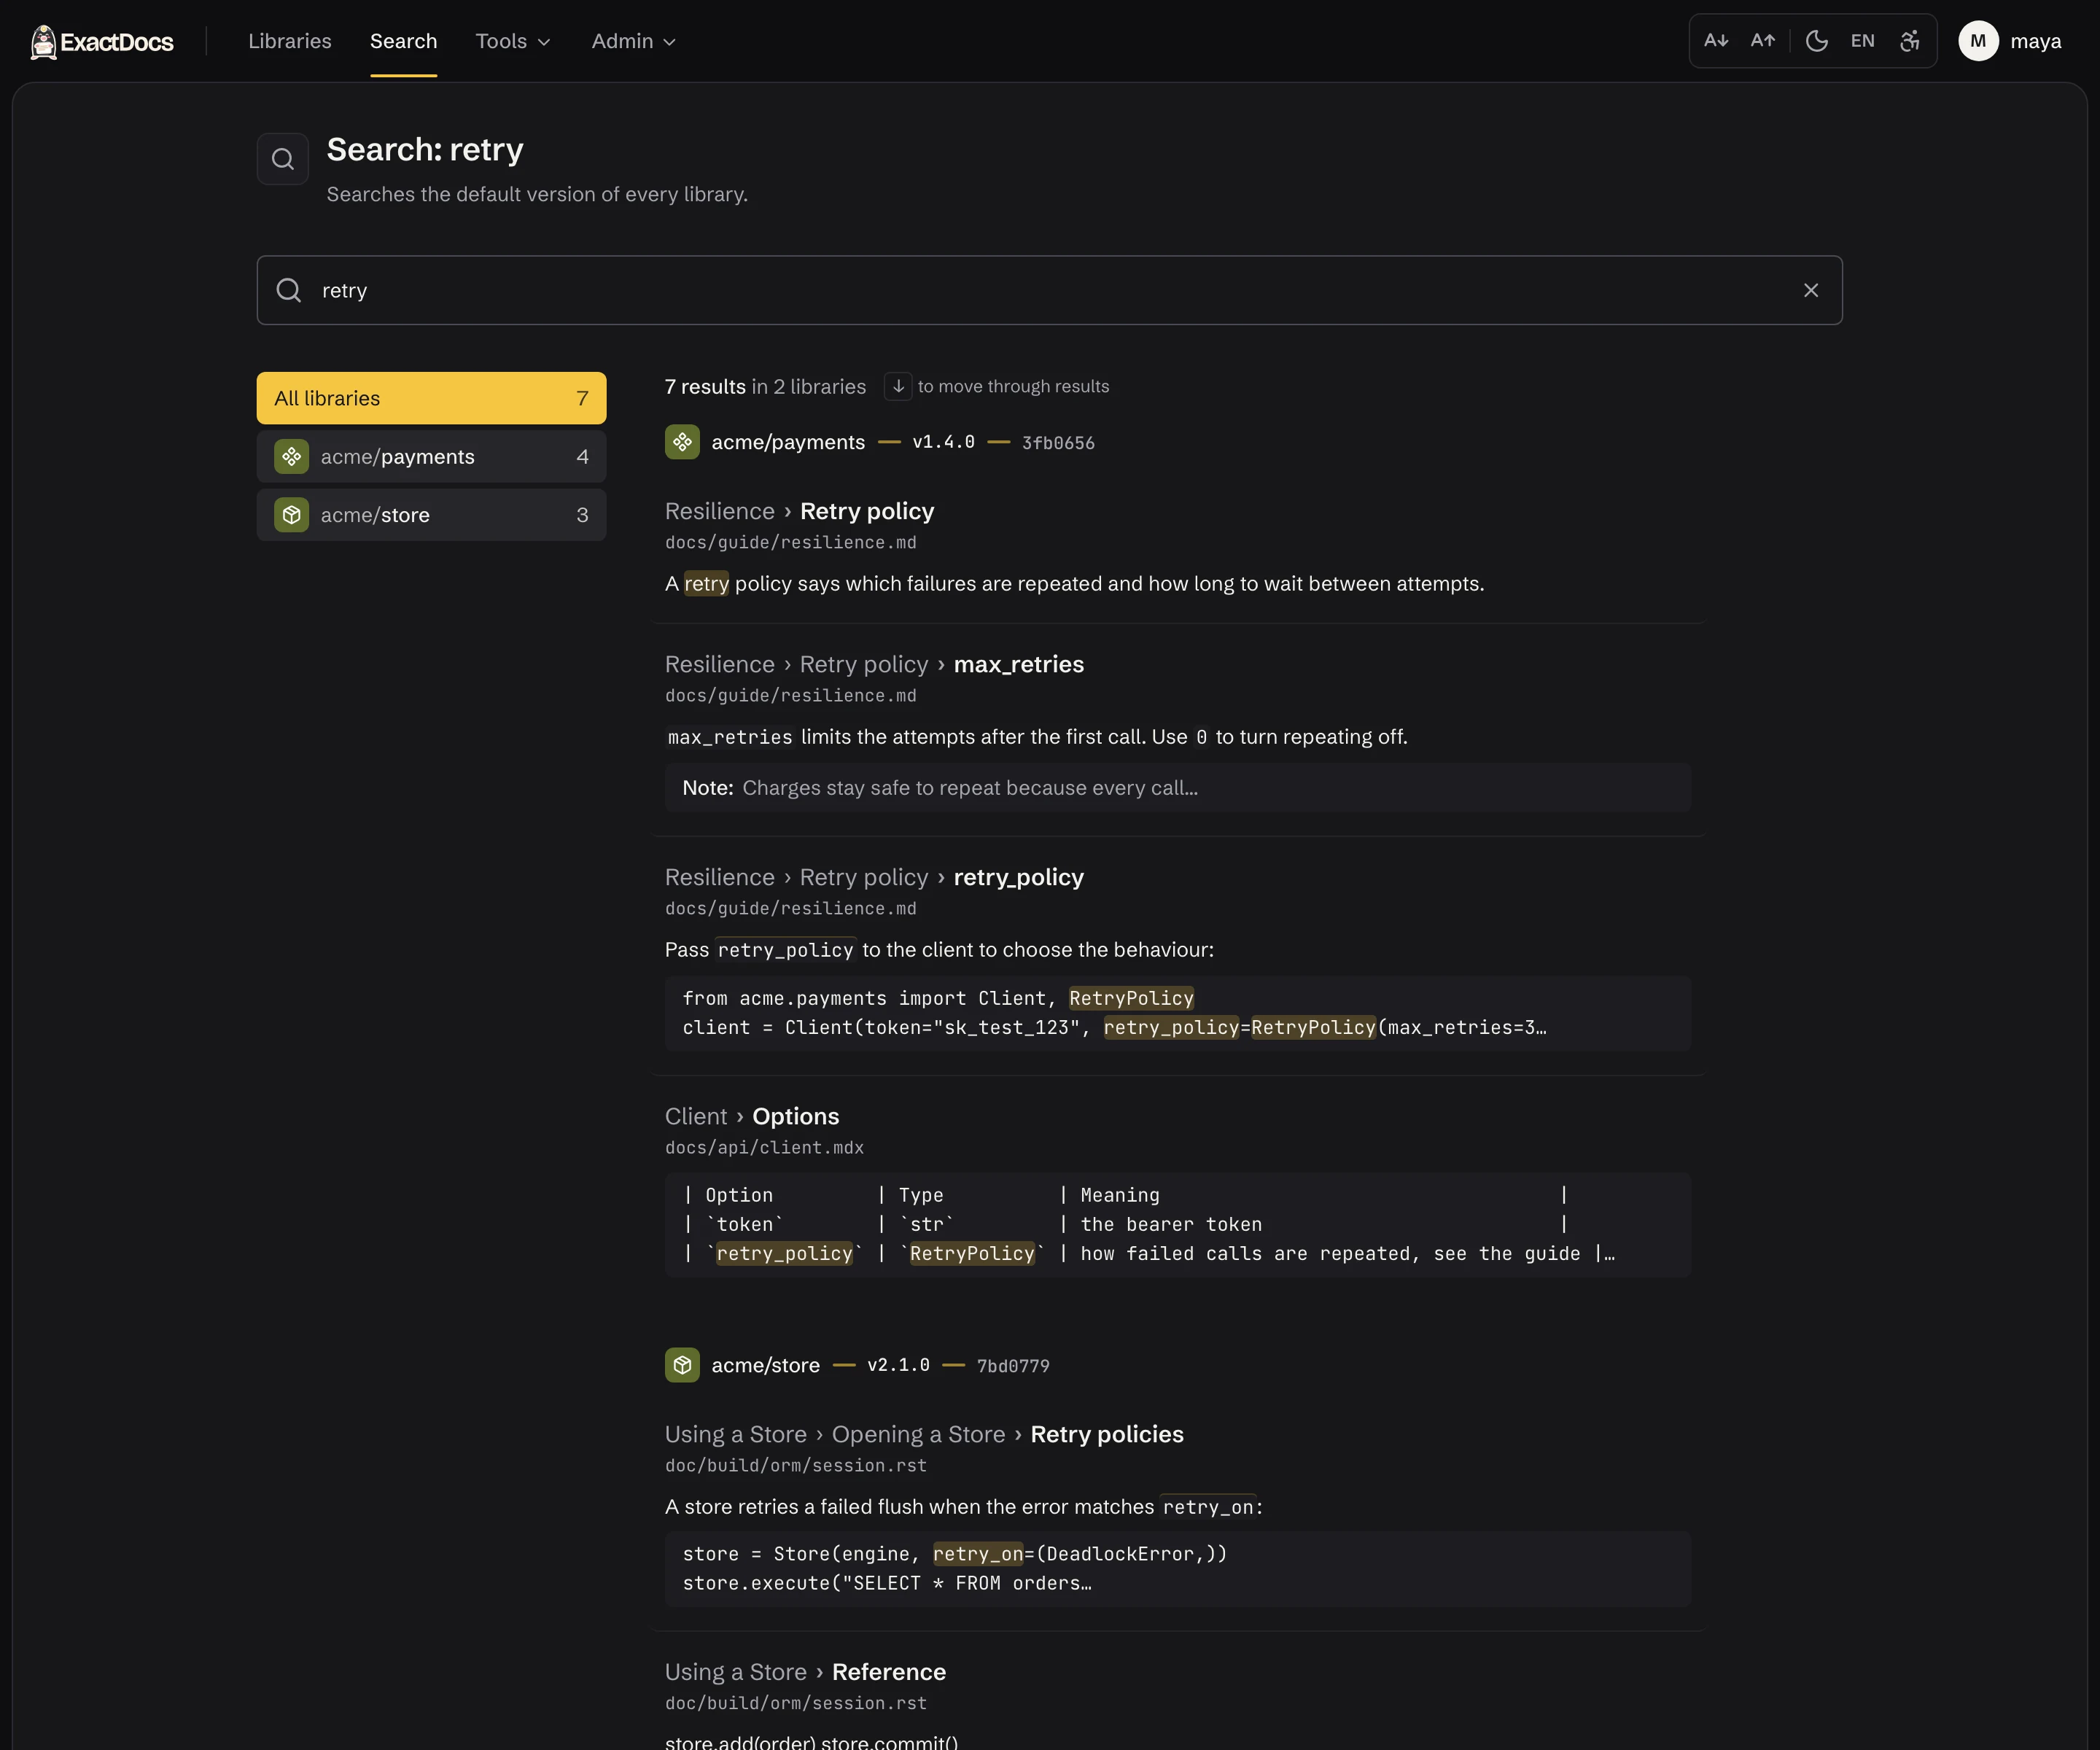 ExactDocs
Libraries
Search
Tools
Admin
A↓
A↑
EN
M
maya
Search: retry
Searches the default version of every library.
retry
All libraries 7
acme/payments 4
acme/store 3
7 results in 2 libraries ↓ to move through results
acme/payments — v1.4.0 — 3fb0656
Resilience › Retry policy
docs/guide/resilience.md
A retry policy says which failures are repeated and how long to wait between attempts.
Resilience › Retry policy › max_retries
docs/guide/resilience.md
max_retries limits the attempts after the first call. Use 0 to turn repeating off.
Note: Charges stay safe to repeat because every call…
Resilience › Retry policy › retry_policy
docs/guide/resilience.md
Pass retry_policy to the client to choose the behaviour:
from acme.payments import Client, RetryPolicy
client = Client(token="sk_test_123", retry_policy=RetryPolicy(max_retries=3…
Client › Options
docs/api/client.mdx
| Option | Type | Meaning |
| `token` | `str` | the bearer token |
| `retry_policy` | `RetryPolicy` | how failed calls are repeated, see the guide |…
acme/store — v2.1.0 — 7bd0779
Using a Store › Opening a Store › Retry policies
doc/build/orm/session.rst
A store retries a failed flush when the error matches retry_on:
store = Store(engine, retry_on=(DeadlockError,))
store.execute("SELECT * FROM orders…
Using a Store › Reference
doc/build/orm/session.rst
store.add(order) store.commit()